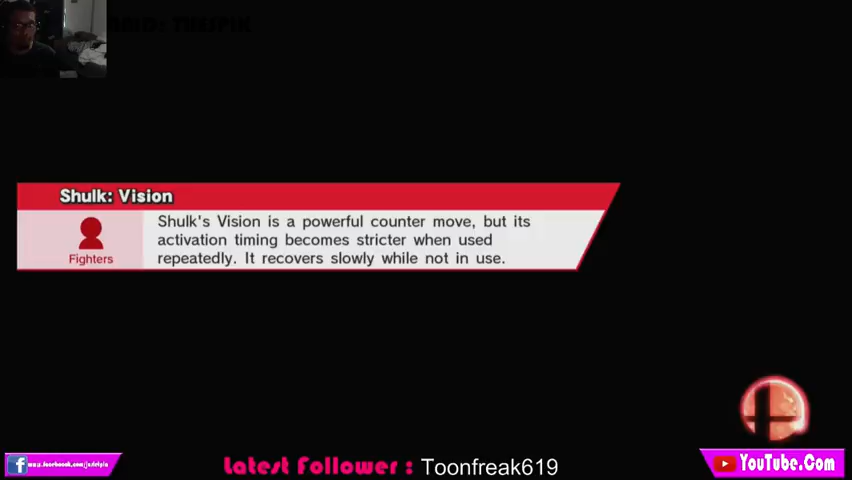 Shulk: Vision
Shulk's Vision is a powerful counter move, but its
activation timing becomes stricter when used
repeatedly. It recovers slowly while not in use.
Fighters
Latest Follower : Toonfreak619
YouTube.Com